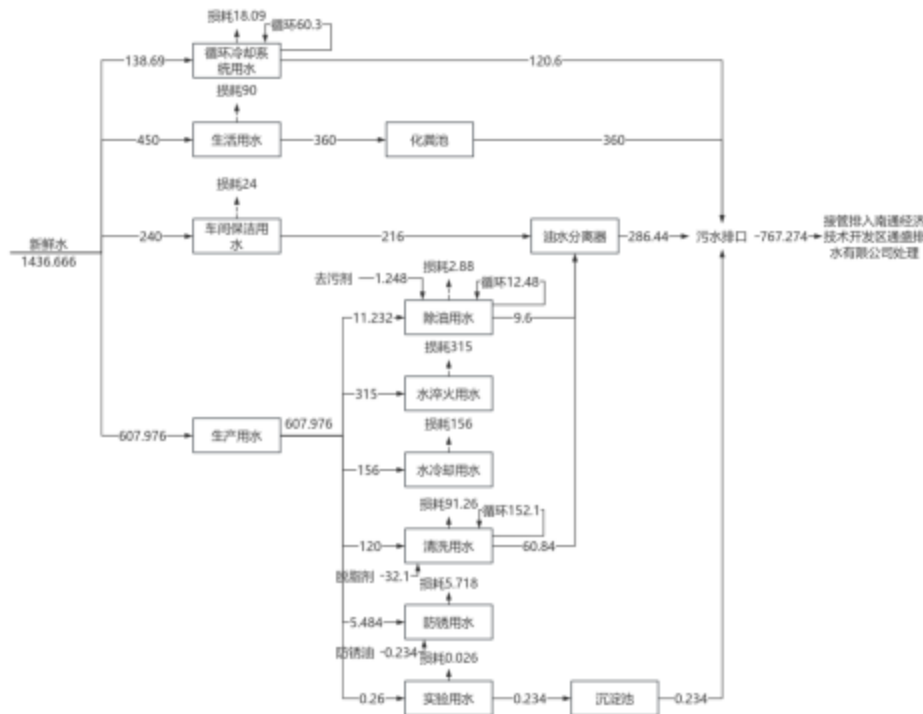 损耗18.09
循环60.3
循环冷却系
统用水
138.69
120.6
损耗90
450
生活用水
360
化粪池
360
损耗24
240
车间保洁用
水
216
油水分离器
286.44
污水排口
767.274
接管排入南通经济
技术开发区通盛排
水有限公司处理
新鲜水
1436.666
去污剂
1.248
损耗2.88
循环12.48
11.232
除油用水
9.6
损耗315
315
水淬火用水
607.976
生产用水
607.976
损耗156
156
水冷却用水
损耗91.26
循环152.1
120
清洗用水
60.84
脱脂剂
32.1
损耗5.718
5.484
防锈用水
防锈油
0.234
损耗0.026
0.26
实验用水
0.234
沉淀池
0.234